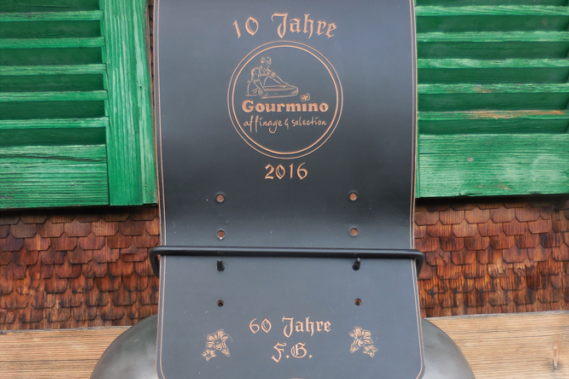 10 Jahre
Gourmino
affinage & selection
2016
60 Jahre
F.G.